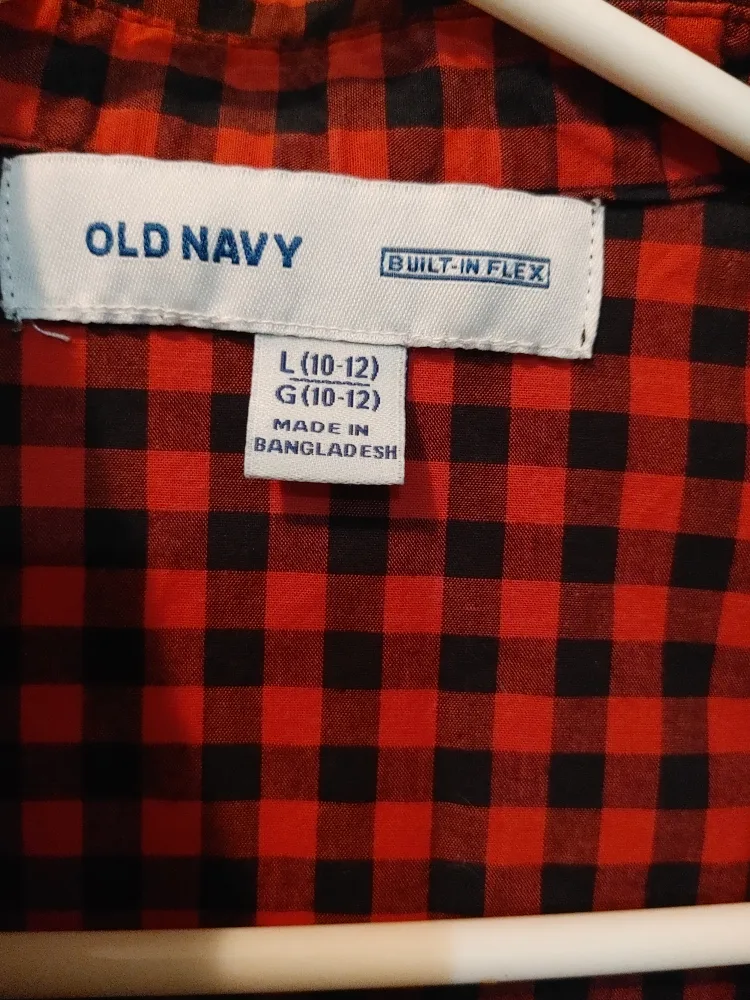 OLD NAVY
BUILT-IN FLEX
L (10-12)
G (10-12)
MADE IN
BANGLADESH